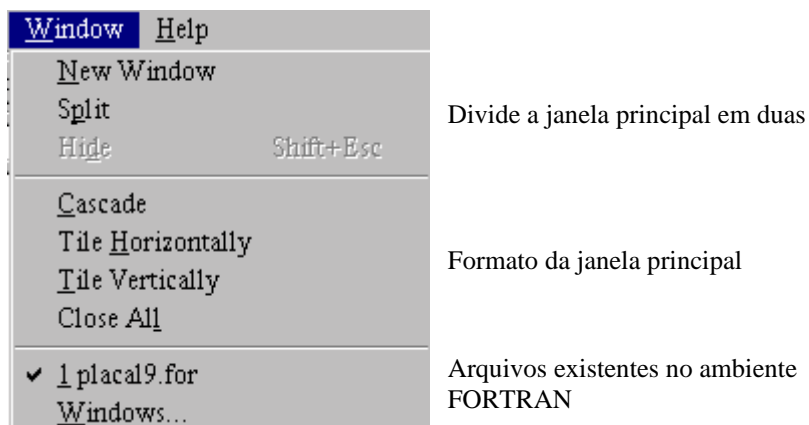 Window Help
New Window
Split
Divide a janela principal em duas
Hide Shift+Esc
Cascade
Tile Horizontally
Formato da janela principal
Tile Vertically
Close All
Arquivos existentes no ambiente
1 placa19.for
FORTRAN
Windows...